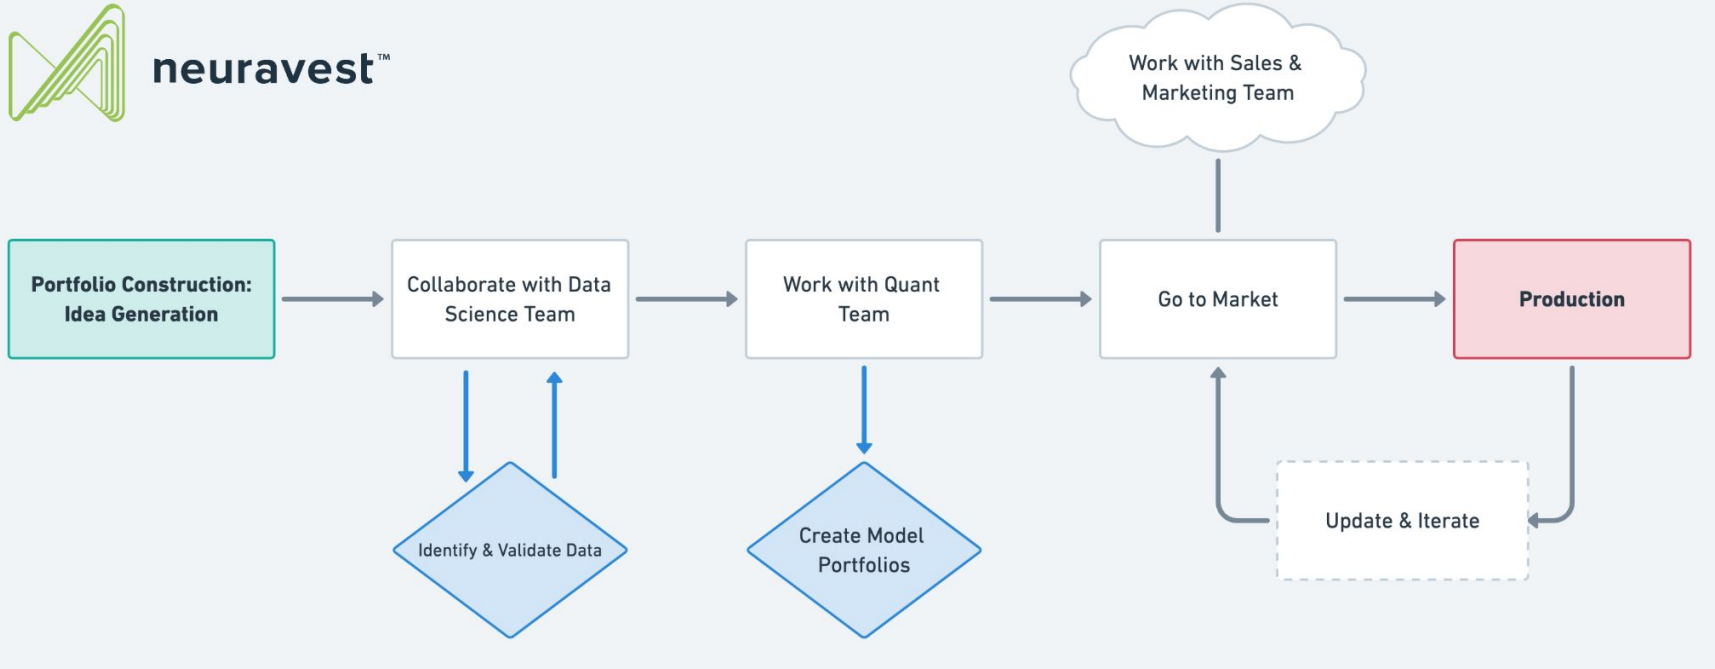 neuravest™
Work with Sales &
Marketing Team
Portfolio Construction:
Idea Generation
Collaborate with Data
Science Team
Work with Quant
Team
Go to Market
Production
Identify & Validate Data
Create Model
Portfolios
Update & Iterate